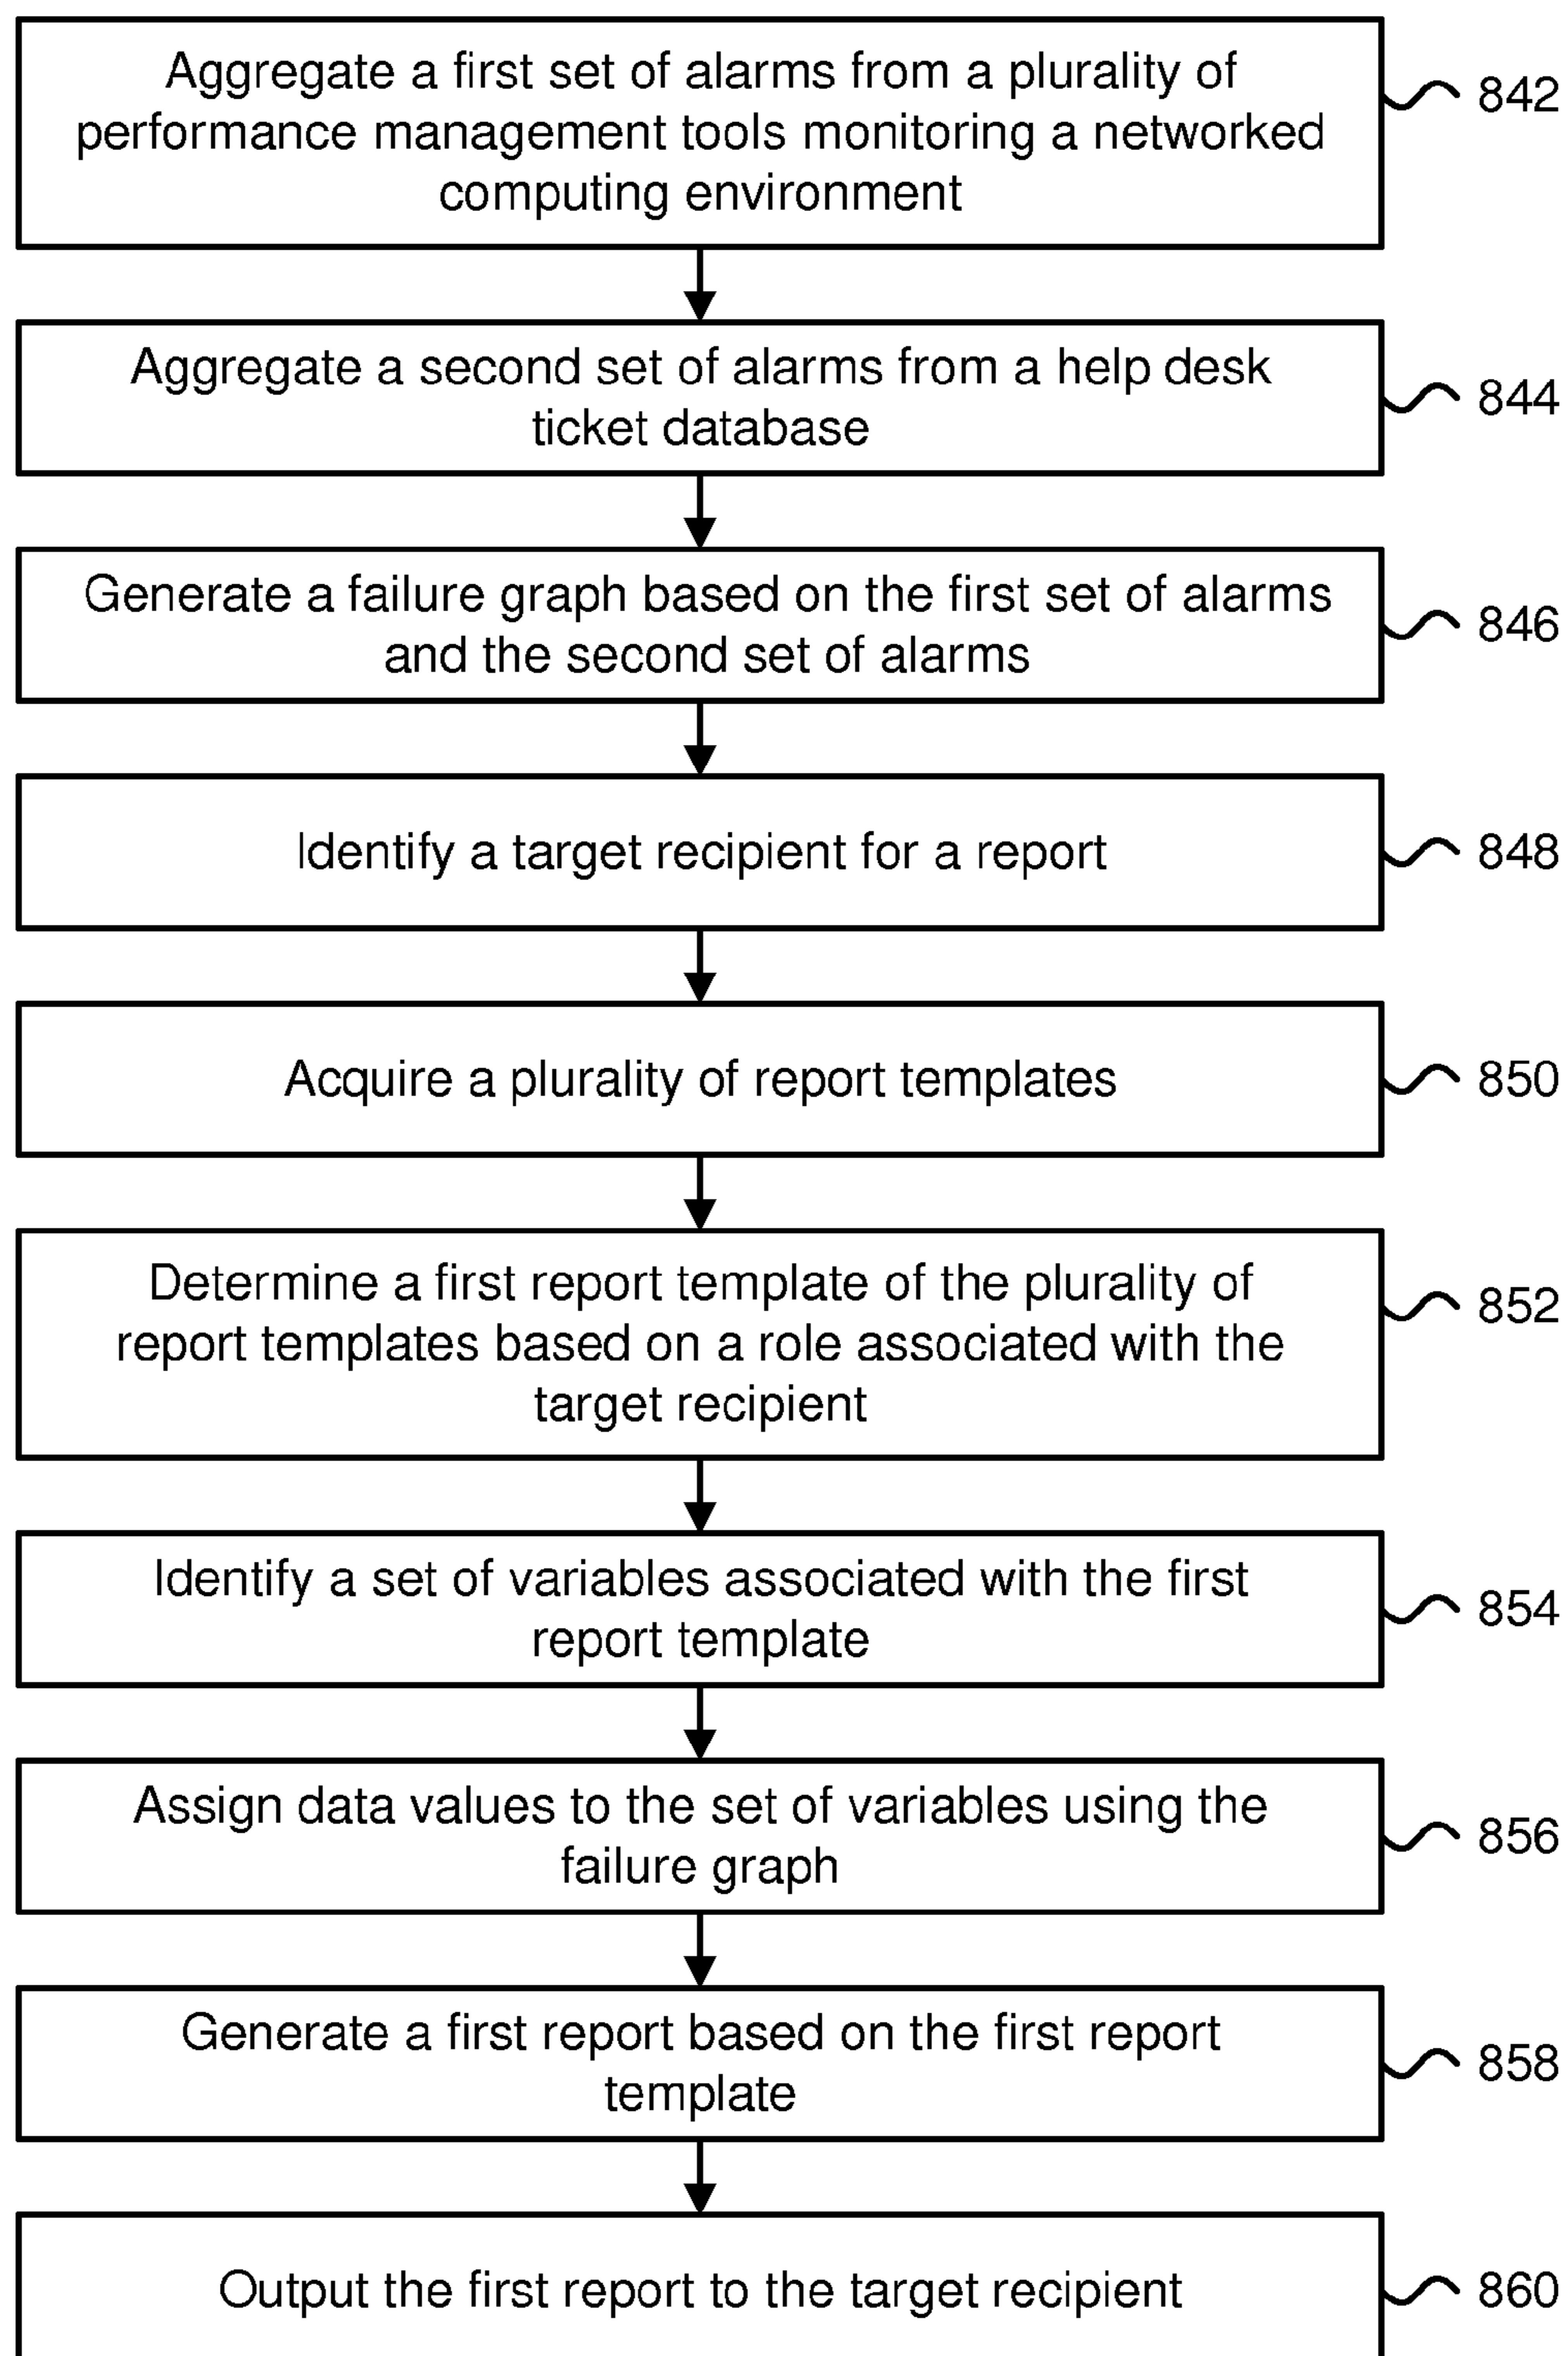 Aggregate a first set of alarms from a plurality of
performance management tools monitoring a networked
computing environment
842
Aggregate a second set of alarms from a help desk
ticket database
844
Generate a failure graph based on the first set of alarms
and the second set of alarms
846
Identify a target recipient for a report
848
Acquire a plurality of report templates
850
Determine a first report template of the plurality of
report templates based on a role associated with the
target recipient
852
Identify a set of variables associated with the first
report template
854
Assign data values to the set of variables using the
failure graph
856
Generate a first report based on the first report
template
858
Output the first report to the target recipient
860